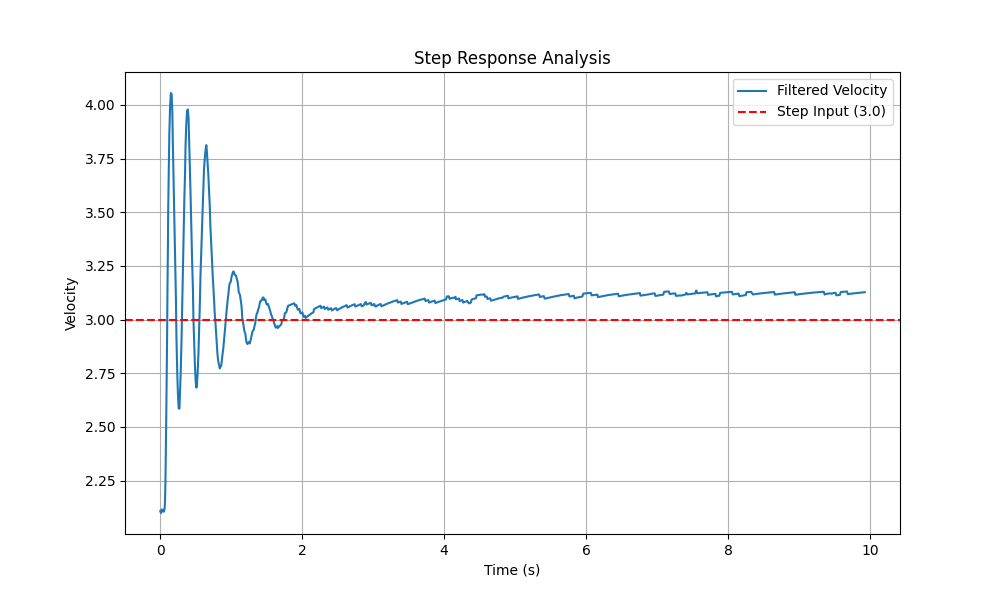 Step Response Analysis
Filtered Velocity
Step Input (3.0)
Velocity
4.00
3.75
3.50
3.25
3.00
2.75
2.50
2.25
0 2 4 6 8 10
Time (s)